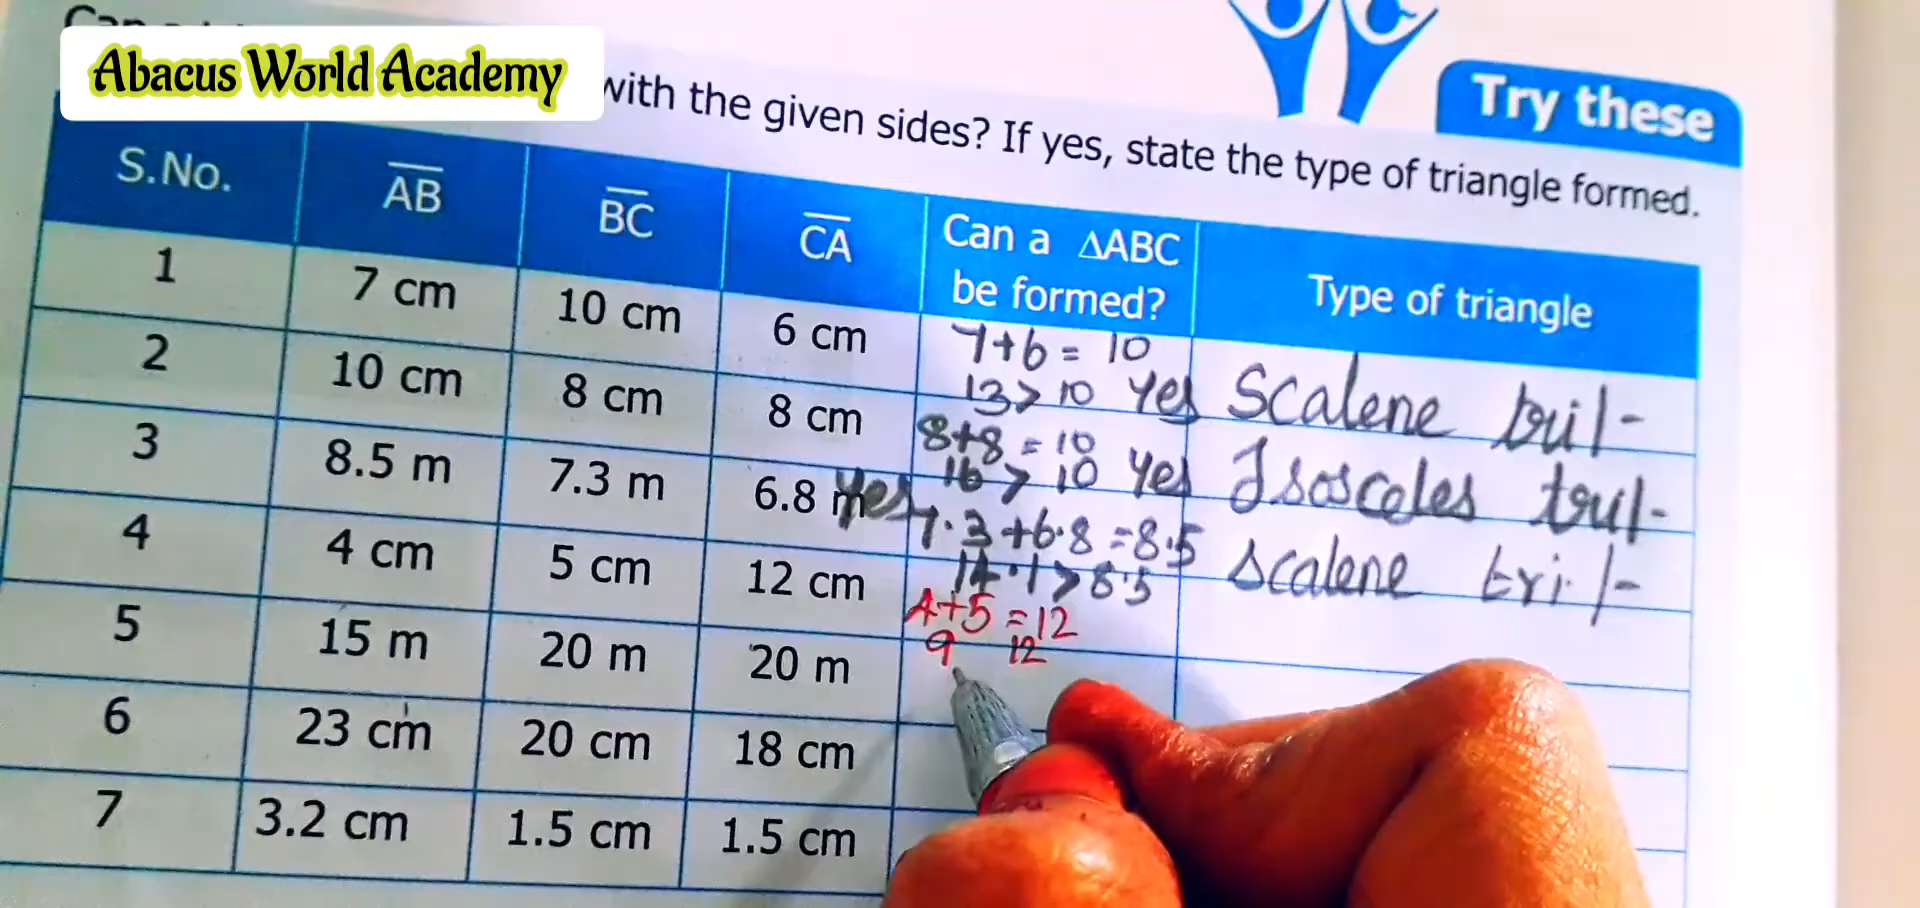 Abacus World Academy
Try these
with the given sides? If yes, state the type of triangle formed.
S.No. AB BC CA Can a ΔABC be formed? Type of triangle
1 7 cm 10 cm 6 cm 7+6 = 10
13 > 10 yes Scalene
2 10 cm 8 cm 8 cm 8+8 = 10
16 > 10 yes Isosceles
3 8.5 m 7.3 m 6.8 m yes 7.3+6.8 =8.5
14.1 > 8.5 scalene tri.l-
4 4 cm 5 cm 12 cm 4+5 =12
9 12
5 15 m 20 m 20 m
6 23 cm 20 cm 18 cm
7 3.2 cm 1.5 cm 1.5 cm